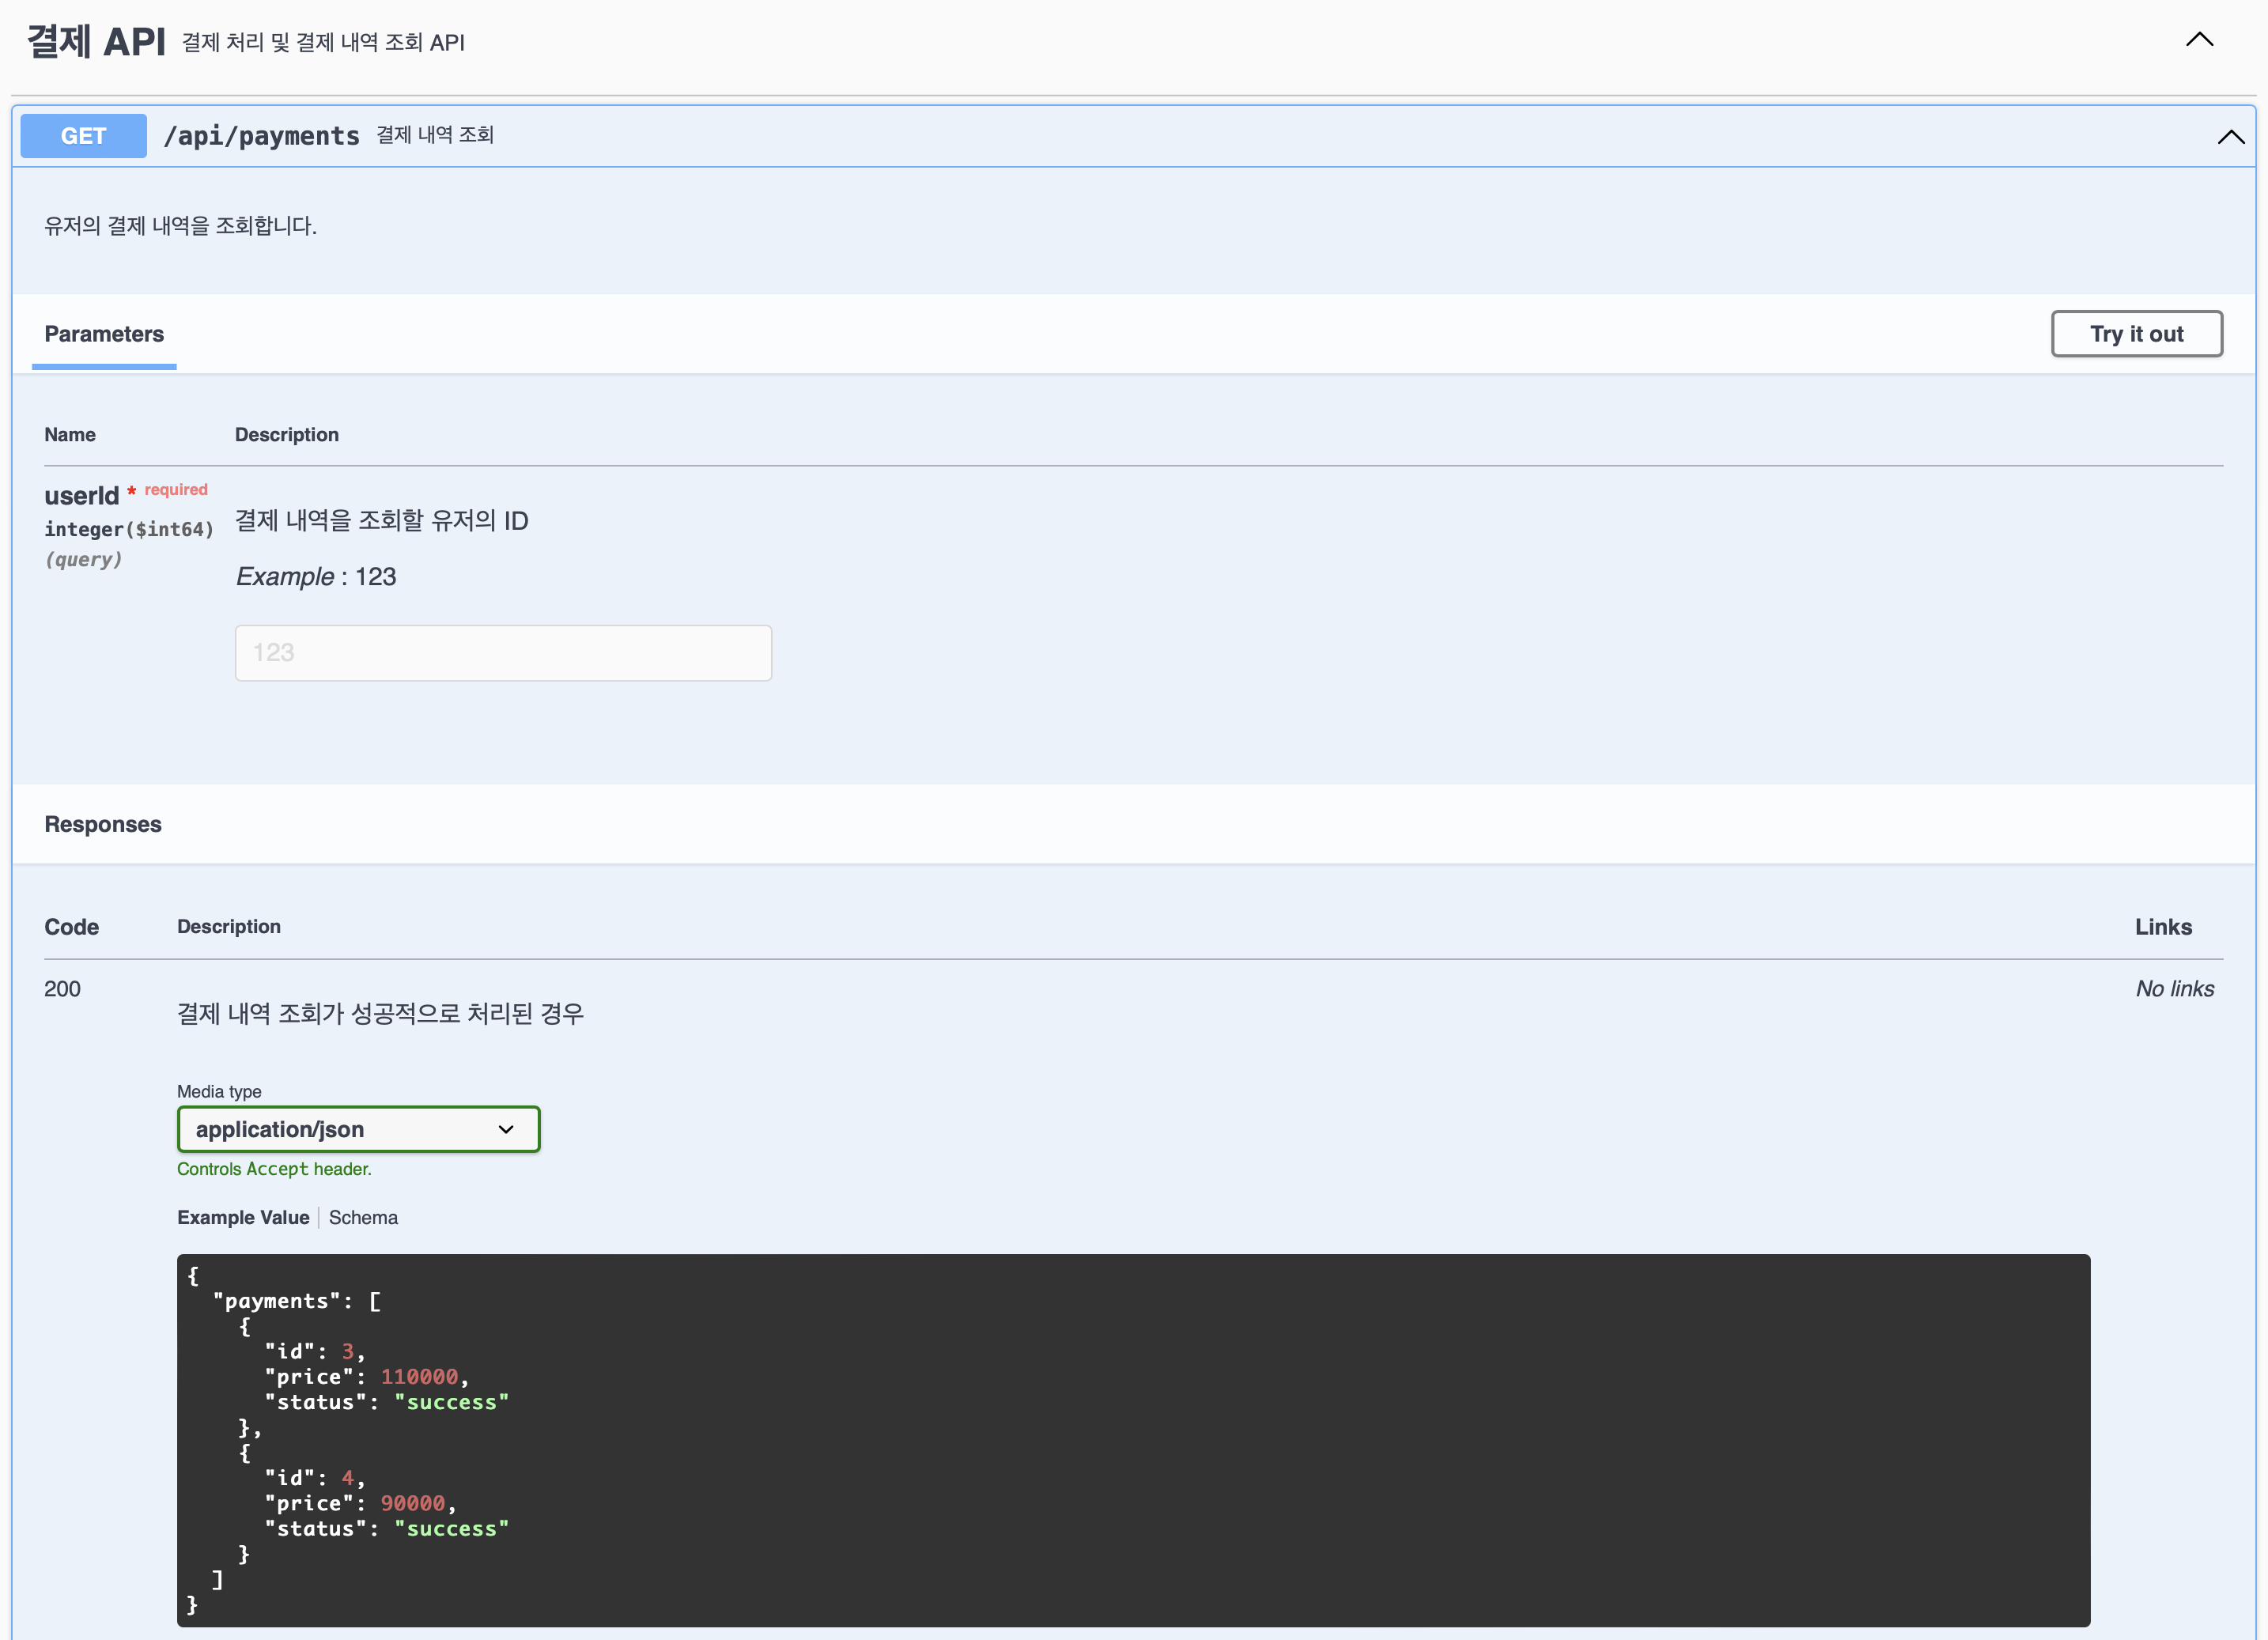 결제 API 결제 처리 및 결제 내역 조회 API
GET /api/payments 결제 내역 조회
유저의 결제 내역을 조회합니다.
Parameters Try it out
Name Description
userId * required
integer($int64)
(query)
결제 내역을 조회할 유저의 ID
Example : 123
123
Responses
Code Description Links
200 No links
결제 내역 조회가 성공적으로 처리된 경우
Media type
application/json
Controls Accept header.
Example Value Schema
{
"payments": [
{
"id": 3,
"price": 110000,
"status": "success"
},
{
"id": 4,
"price": 90000,
"status": "success"
}
]
}